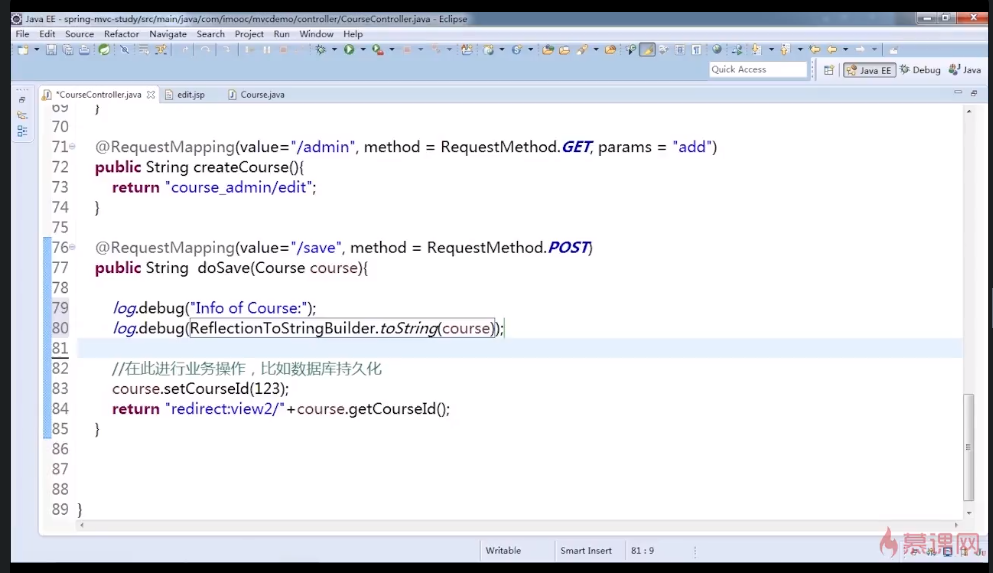 Java EE - spring-mvc-study/src/main/java/com/imooc/mvcdemo/controller/CourseController.java - Eclipse
File Edit Source Refactor Navigate Search Project Run Window Help
Quick Access
Java EE Debug Java
*CourseController.java edit.jsp Course.java
69 }
70
71 @RequestMapping(value="/admin", method = RequestMethod.GET, params = "add")
72 public String createCourse(){
73 return "course_admin/edit";
74 }
75
76 @RequestMapping(value="/save", method = RequestMethod.POST)
77 public String doSave(Course course){
78
79 log.debug("Info of Course:");
80 log.debug(ReflectionToStringBuilder.toString(course));
81
82 //在此进行业务操作，比如数据库持久化
83 course.setCourseId(123);
84 return "redirect:view2/"+course.getCourseId();
85 }
86
87
88
89 }
Writable Smart Insert 81 : 9
慕课网